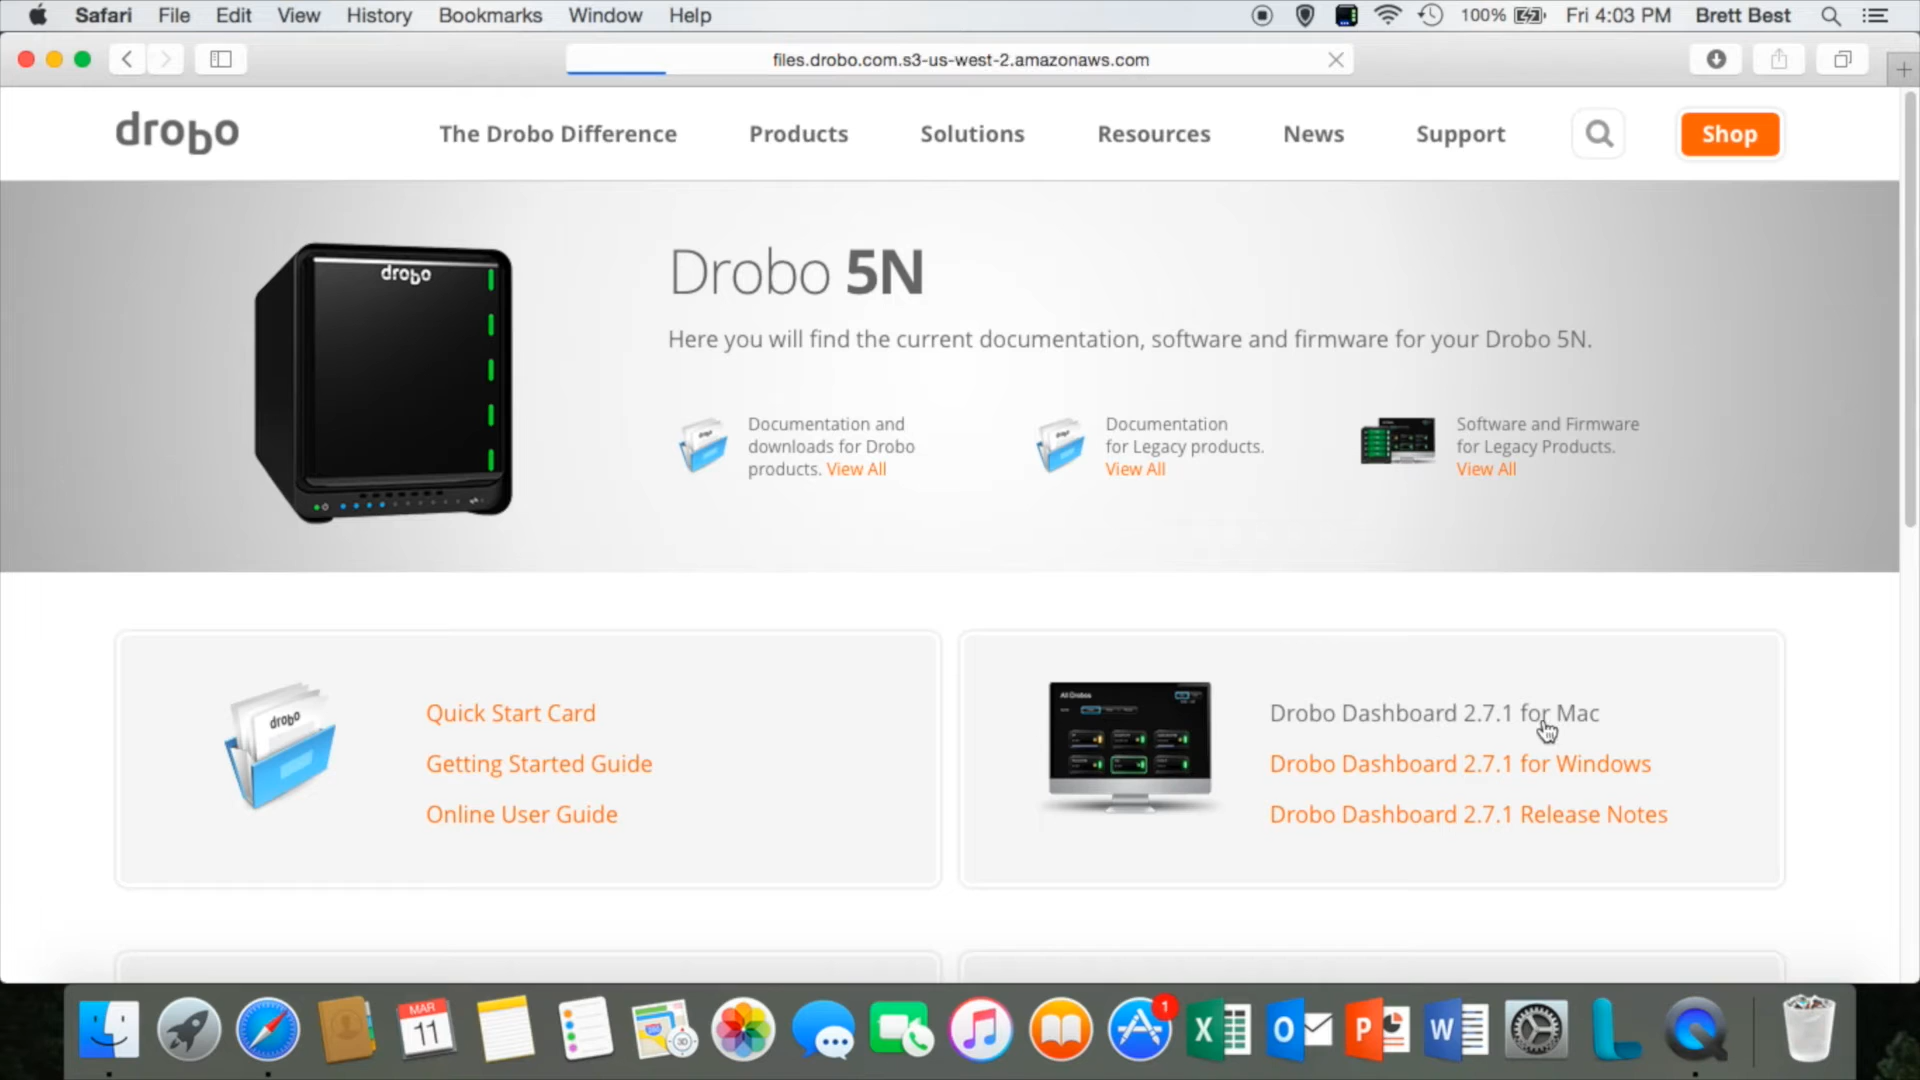 Safari File Edit View History Bookmarks Window Help 100% Fri 4:03 PM Brett Best
files.drobo.com.s3-us-west-2.amazonaws.com
drobo The Drobo Difference Products Solutions Resources News Support Shop
drobo
Drobo 5N
Here you will find the current documentation, software and firmware for your Drobo 5N.
Documentation and
downloads for Drobo
products. View All
Documentation
for Legacy products.
View All
Software and Firmware
for Legacy Products.
View All
drobo
Quick Start Card
Getting Started Guide
Online User Guide
All Drobos
Drobo Dashboard 2.7.1 for Mac
Drobo Dashboard 2.7.1 for Windows
Drobo Dashboard 2.7.1 Release Notes
MAR
11
3D
1
X
O
P
W